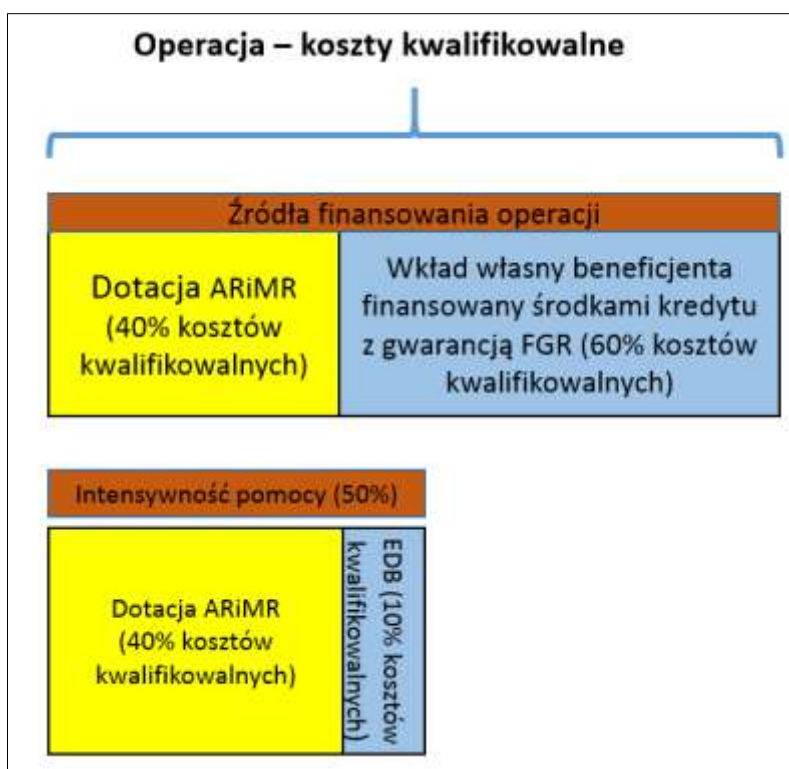 Operacja – koszty kwalifikowalne
Źródła finansowania operacji
Dotacja ARiMR
(40% kosztów
kwalifikowalnych)
Wkład własny beneficjenta
finansowany środkami kredytu
z gwarancją FGR (60% kosztów
kwalifikowalnych)
Intensywność pomocy (50%)
Dotacja ARiMR
(40% kosztów
kwalifikowalnych)
EDB (10% kosztów
kwalifikowalnych)